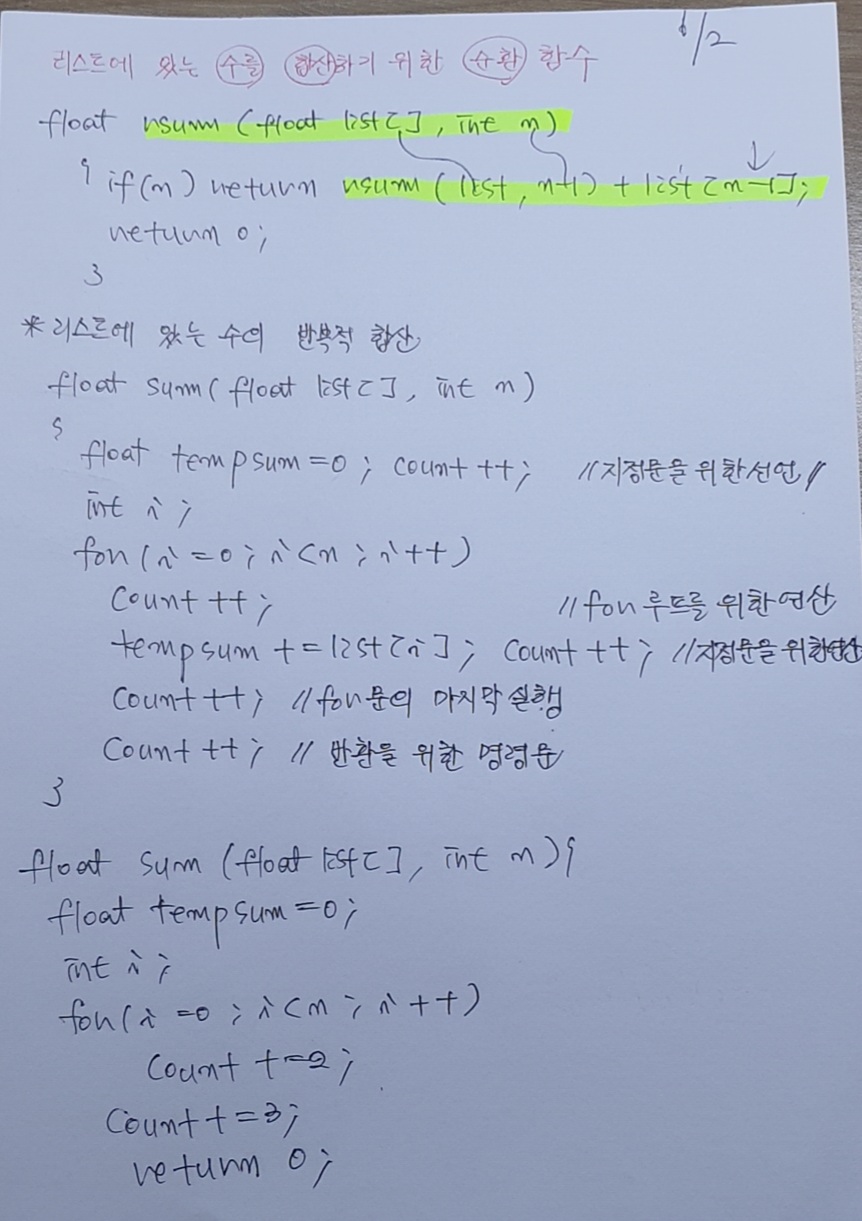 6/2
리스트에 있는 수를 합산하기 위한 순환 함수
float rsum (float list[], int n)
{ if(n) return rsum (list, n-1) + list[n-1];
return 0;
}
* 리스트에 있는 수의 반복적 합산
float sum( float list[], int n)
{
float tempsum=0; count ++; //지정문을 위한선언//
int i;
for(i=0; i<n; i++)
count ++; //for 루프를 위한연산
tempsum +=list[i]; count ++; //지정문을 위한연산
count ++; //for문의 마지막 실행
count ++; // 반환을 위한 명령문
}
float sum (float list[], int n){
float tempsum=0;
int i;
for(i=0; i<n; i++)
count +=2;
count +=3;
return 0;